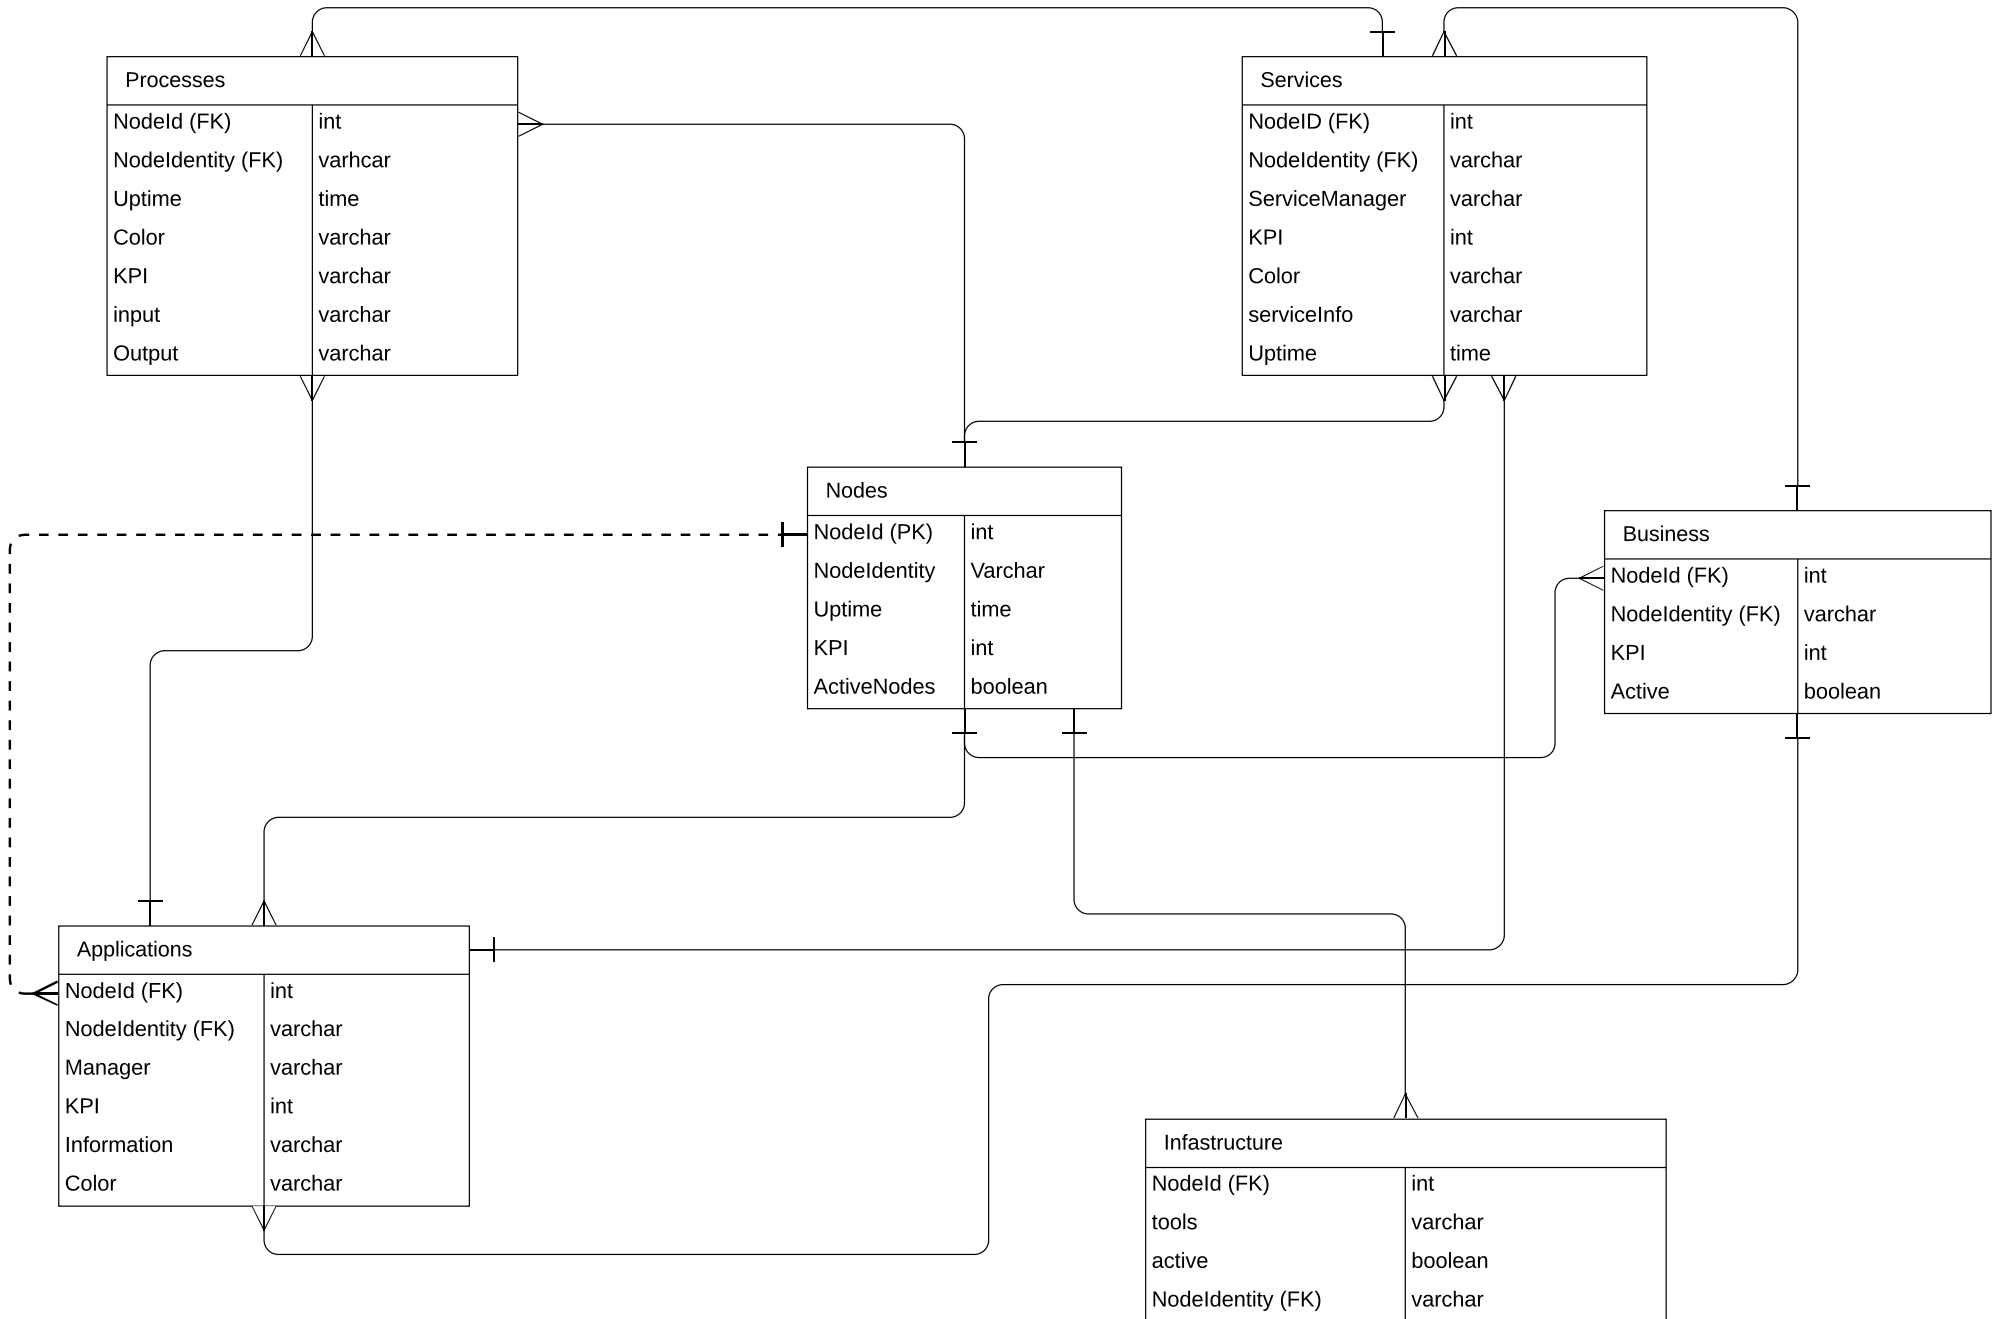 Processes
NodeId (FK) int
NodeIdentity (FK) varhcar
Uptime time
Color varchar
KPI varchar
input varchar
Output varchar
Services
NodeID (FK) int
NodeIdentity (FK) varchar
ServiceManager varchar
KPI int
Color varchar
serviceInfo varchar
Uptime time
Nodes
NodeId (PK) int
NodeIdentity Varchar
Uptime time
KPI int
ActiveNodes boolean
Business
NodeId (FK) int
NodeIdentity (FK) varchar
KPI int
Active boolean
Applications
NodeId (FK) int
NodeIdentity (FK) varchar
Manager varchar
KPI int
Information varchar
Color varchar
Infastructure
NodeId (FK) int
tools varchar
active boolean
NodeIdentity (FK) varchar